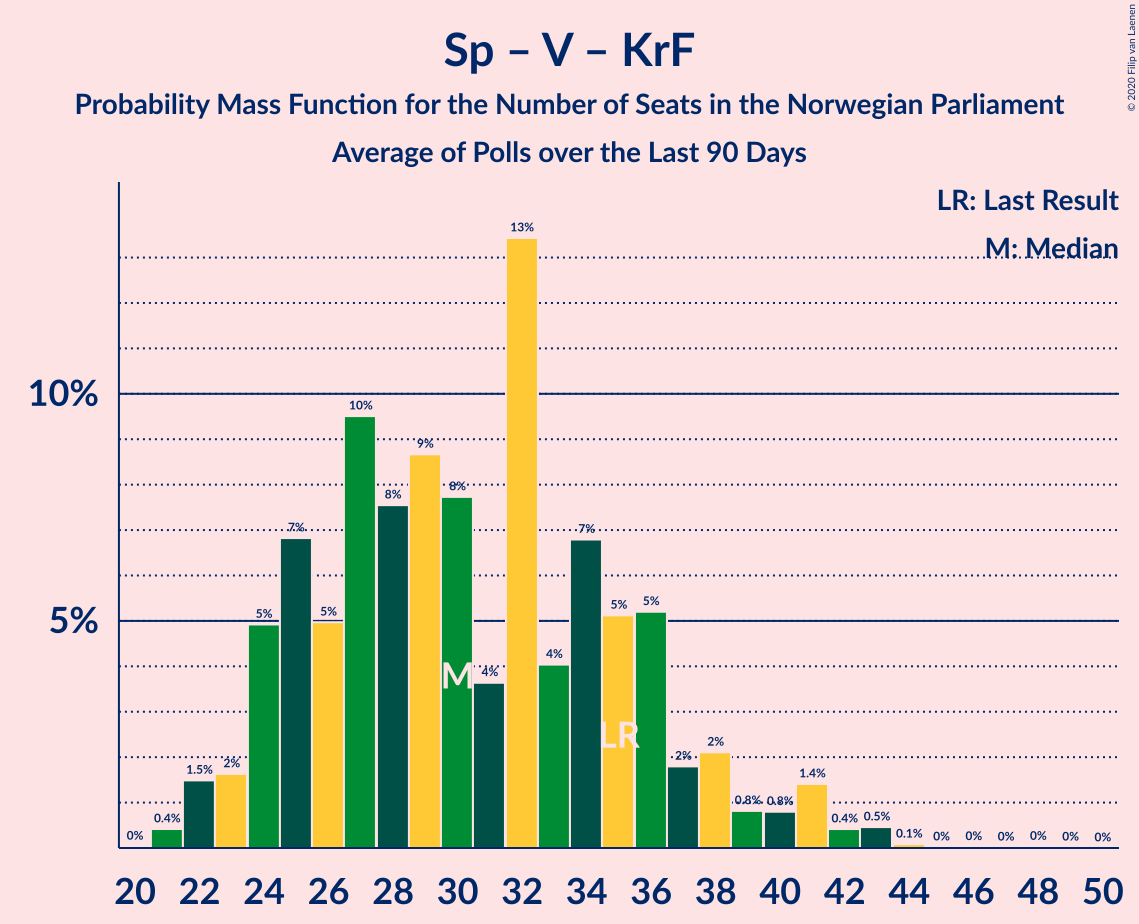 Sp – V – KrF
Probability Mass Function for the Number of Seats in the Norwegian Parliament
Average of Polls over the Last 90 Days
© 2020 Filip van Laenen
LR: Last Result
M: Median
10%
5%
0% 0.4% 1.5% 2% 5% 7% 5% 10% 8% 9% 8% 4% 13% 4% 7% 5% 5% 2% 2% 0.8% 0.8% 1.4% 0.4% 0.5% 0.1% 0% 0% 0% 0% 0% 0%
M
LR
20 22 24 26 28 30 32 34 36 38 40 42 44 46 48 50